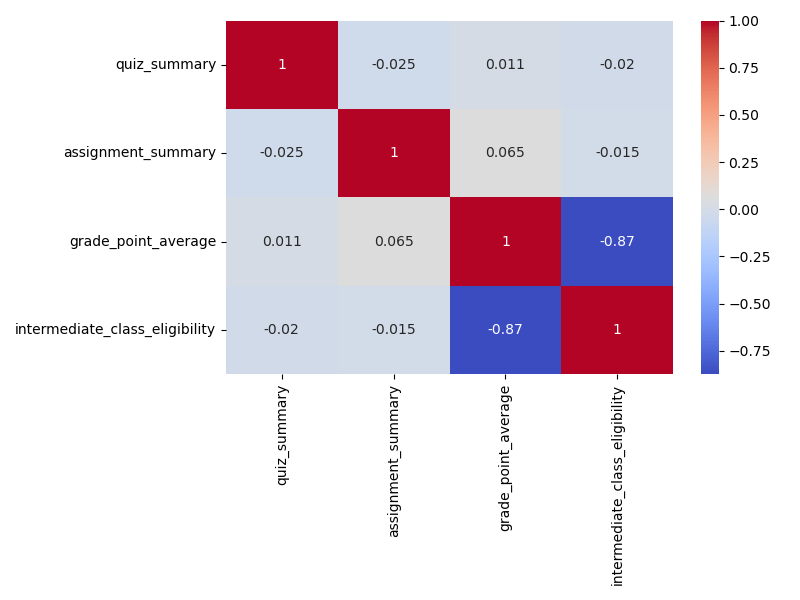 quiz_summary 1 -0.025 0.011 -0.02
assignment_summary -0.025 1 0.065 -0.015
grade_point_average 0.011 0.065 1 -0.87
intermediate_class_eligibility -0.02 -0.015 -0.87 1
quiz_summary
assignment_summary
grade_point_average
intermediate_class_eligibility
1.00
0.75
0.50
0.25
0.00
−0.25
−0.50
−0.75